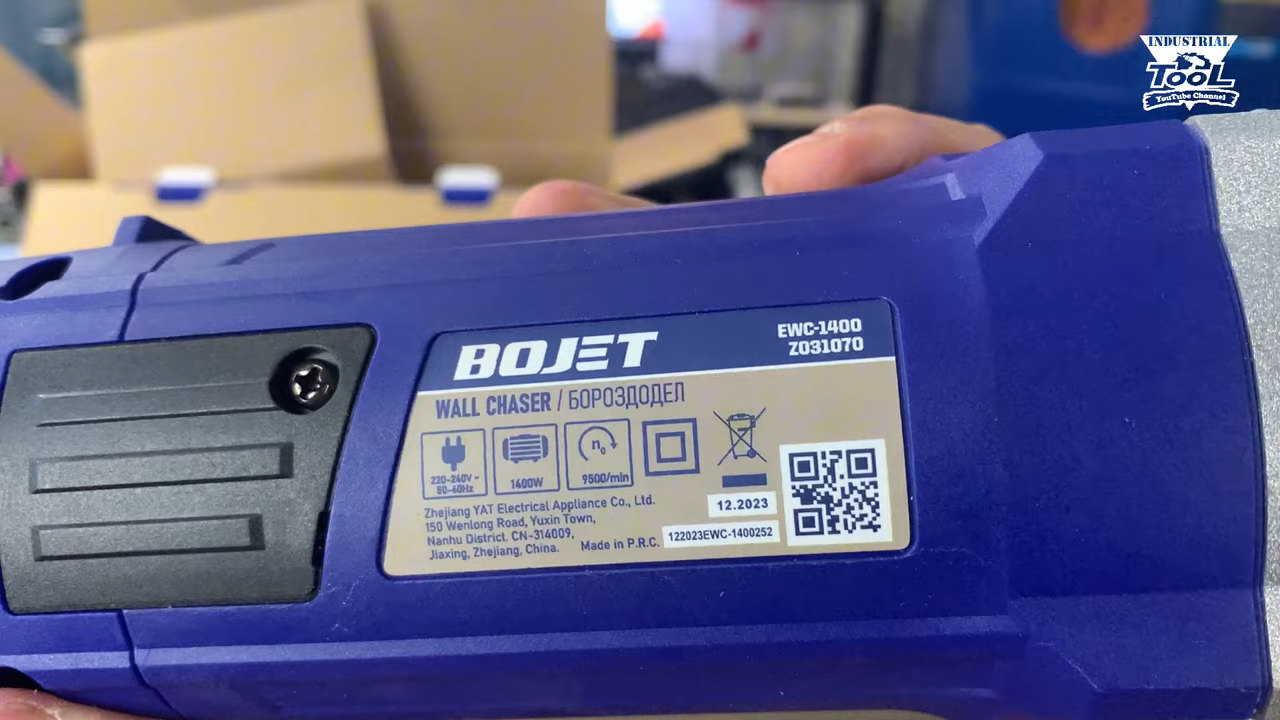 INDUSTRIAL
TOOL
YouTube Channel
BOJET
EWC-1400
Z031070
WALL CHASER / БОРОЗДОДЕЛ
220-240V~
50-60Hz
1400W
n₀
9500/min
Zhejiang YAT Electrical Appliance Co., Ltd.
150 Wenlong Road, Yuxin Town,
Nanhu District. CN-314009,
Jiaxing, Zhejiang, China.
Made in P.R.C.
12.2023
122023EWC-1400252